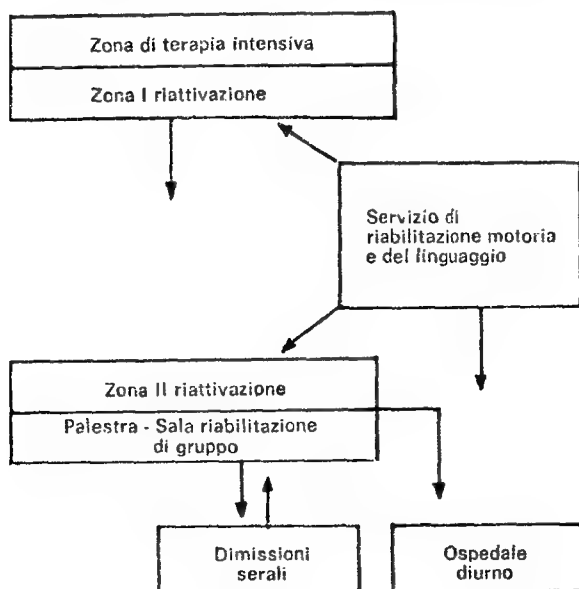 Zona di terapia intensiva
Zona I riattivazione
Servizio di
riabilitazione motoria
e del linguaggio
Zona II riattivazione
Palestra - Sala riabilitazione
di gruppo
Dimissioni
serali
Ospedale
diurno